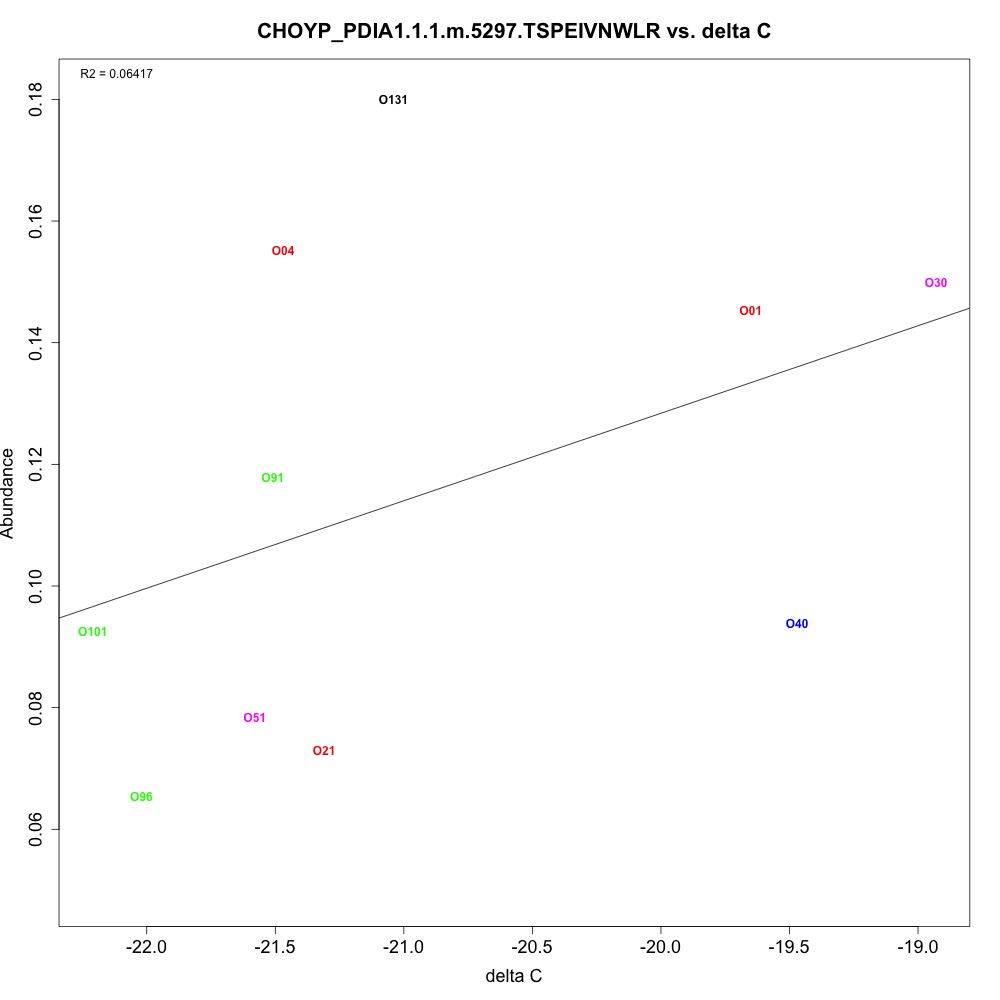 CHOYP_PDIA1.1.1.m.5297.TSPEIVNWLR vs. delta C
R2 = 0.06417
0.18
O131
0.16
O04
O30
O01
0.14
Abundance
0.12
O91
0.10
O101
O40
0.08
O51
O21
O96
0.06
-22.0 -21.5 -21.0 -20.5 -20.0 -19.5 -19.0
delta C